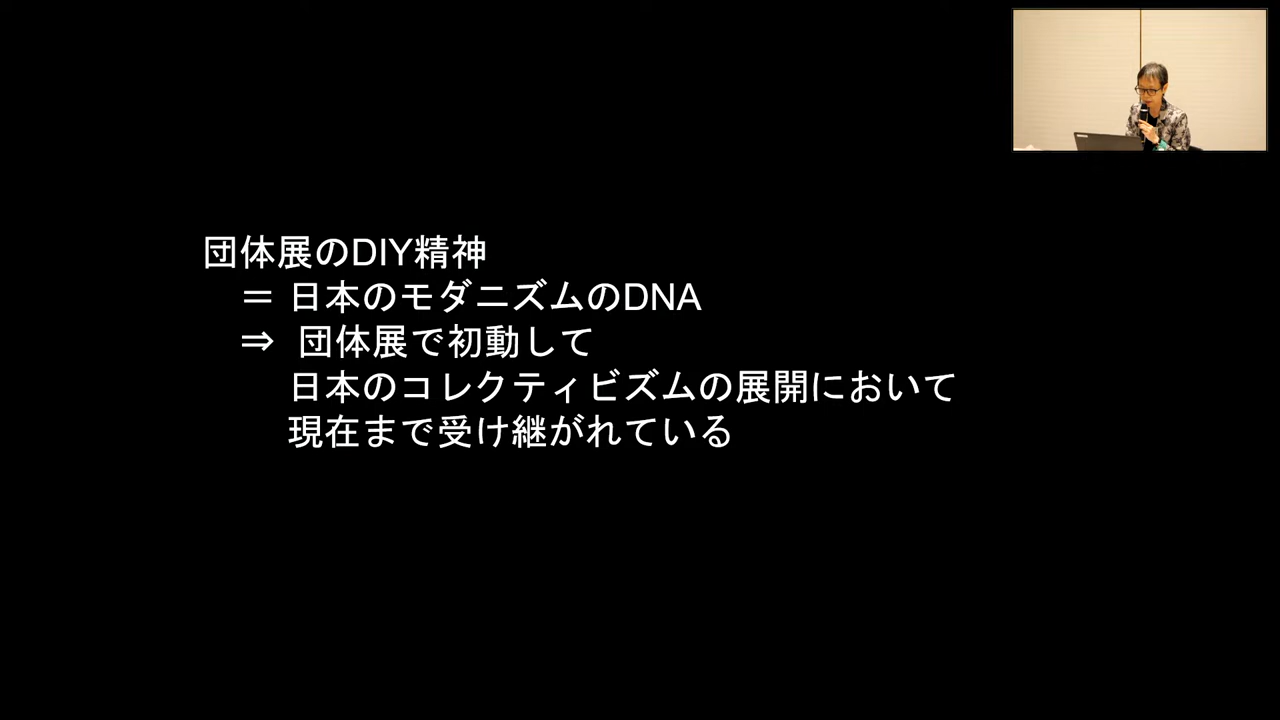 団体展のDIY精神
＝ 日本のモダニズムのDNA
⇒ 団体展で初動して
日本のコレクティビズムの展開において
現在まで受け継がれている